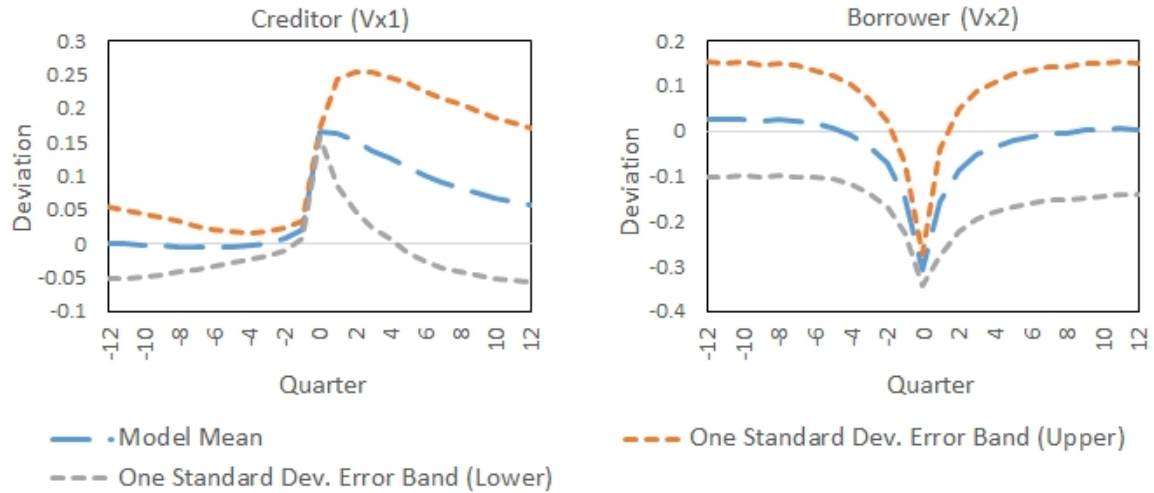 Creditor (Vx1)
0.3
0.25
0.2
0.15
0.1
0.05
0
-0.05
-0.1
Deviation
-12 -10 -8 -6 -4 -2 0 2 4 6 8 10 12
Quarter
Borrower (Vx2)
0.2
0.1
0
-0.1
-0.2
-0.3
-0.4
Deviation
-12 -10 -8 -6 -4 -2 0 2 4 6 8 10 12
Quarter
Model Mean
One Standard Dev. Error Band (Upper)
One Standard Dev. Error Band (Lower)